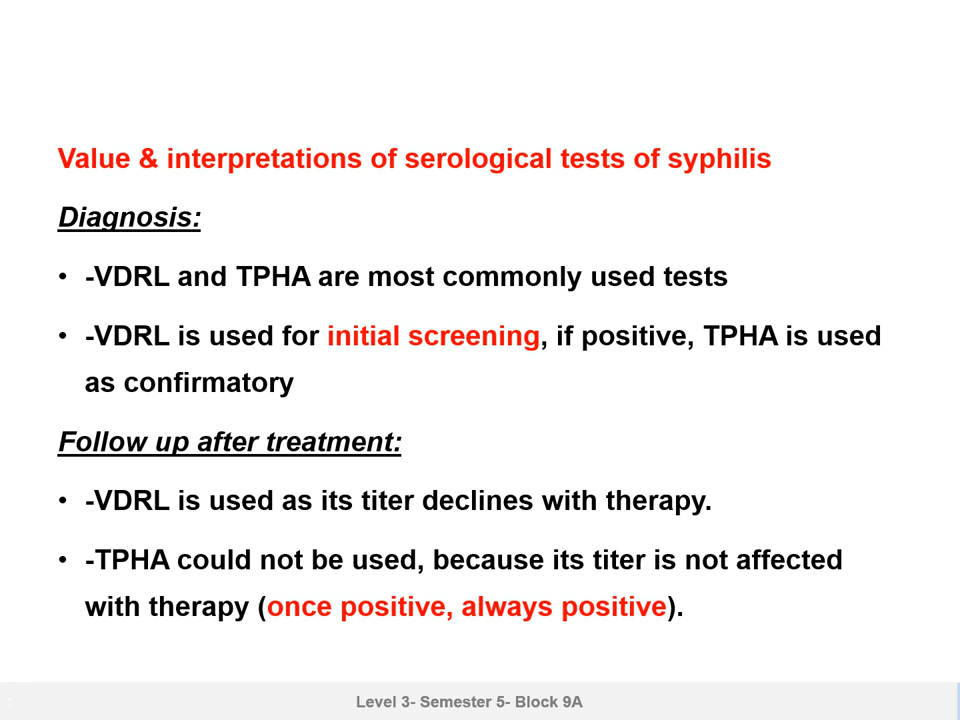 Value & interpretations of serological tests of syphilis
Diagnosis:
• -VDRL and TPHA are most commonly used tests
• -VDRL is used for initial screening, if positive, TPHA is used
as confirmatory
Follow up after treatment:
• -VDRL is used as its titer declines with therapy.
• -TPHA could not be used, because its titer is not affected
with therapy (once positive, always positive).
Level 3- Semester 5- Block 9A